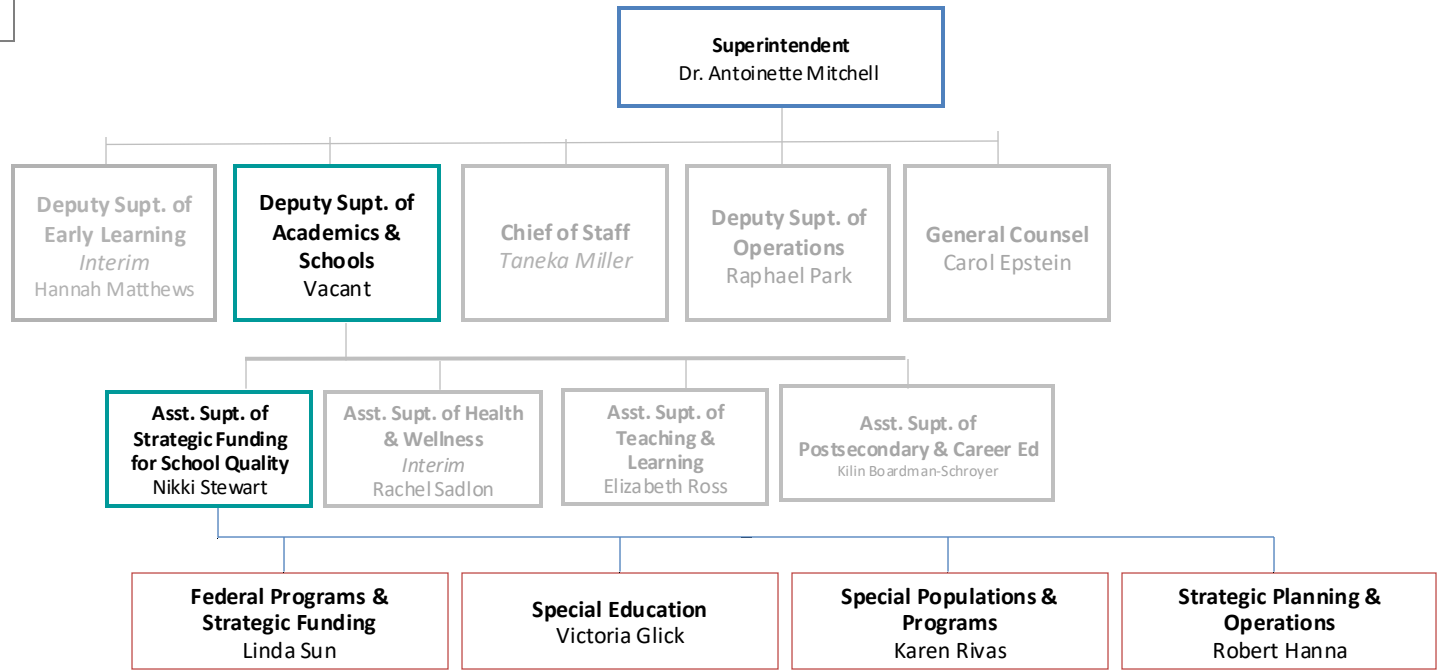 Superintendent
Dr. Antoinette Mitchell
Deputy Supt. of
Early Learning
Interim
Hannah Matthews
Deputy Supt. of
Academics &
Schools
Vacant
Chief of Staff
Taneka Miller
Deputy Supt. of
Operations
Raphael Park
General Counsel
Carol Epstein
Asst. Supt. of
Strategic Funding
for School Quality
Nikki Stewart
Asst. Supt. of Health
& Wellness
Interim
Rachel Sadlon
Asst. Supt. of
Teaching &
Learning
Elizabeth Ross
Asst. Supt. of
Postsecondary & Career Ed
Kilin Boardman-Schroyer
Federal Programs &
Strategic Funding
Linda Sun
Special Education
Victoria Glick
Special Populations &
Programs
Karen Rivas
Strategic Planning &
Operations
Robert Hanna